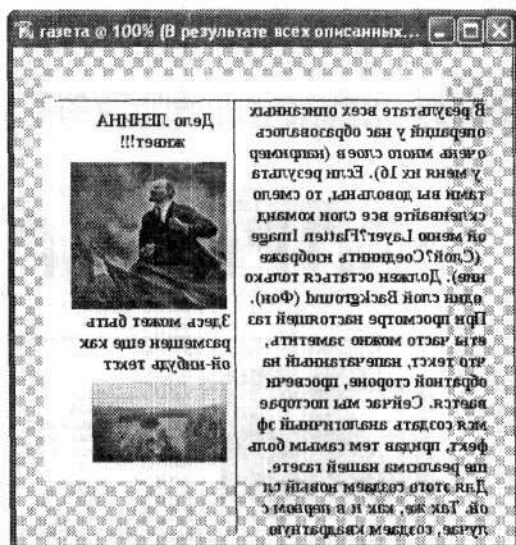 газета @ 100% (В результате всех описанных...
Дело ЛЕНИНА
живет!!!
Здесь может быть
размещен еще как
ой-нибудь текст
В результате всех описанных
операций у нас образовалось
очень много слоев (например
у меня их 16). Если результа
тами вы довольны, то смело
склеивайте все слои команд
ой меню Layer?Flatten Image
(Слой?Соединить изображе
ние). Должен остаться только
один слой Background (Фон).
При просмотре настоящей газ
еты часто можно заметить,
что текст, напечатанный на
обратной стороне, просвечи
вается. Сейчас мы постарае
мся создать аналогичный эф
фект, придав тем самым боль
ше реализма нашей газете.
Для этого создаем новый сл
ой. Так же, как и в первом с
лучае, создаем квадратную